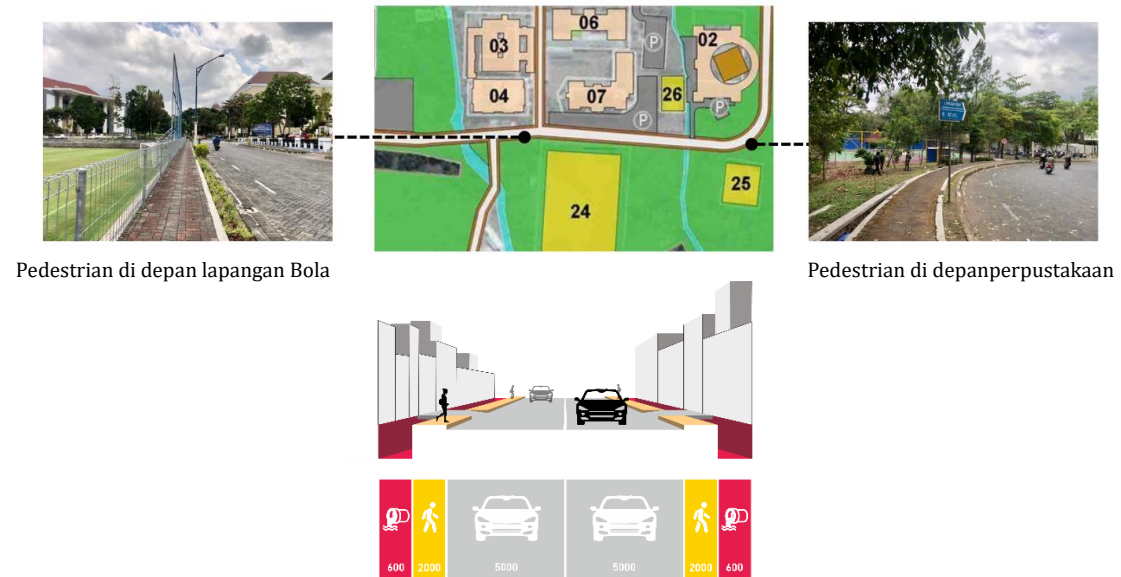 06
03
02
P
04
07
26
P
P
25
24
Pedestrian di depan lapangan Bola
Pedestrian di depanperpustakaan
600 2000 5000 5000 2000 600